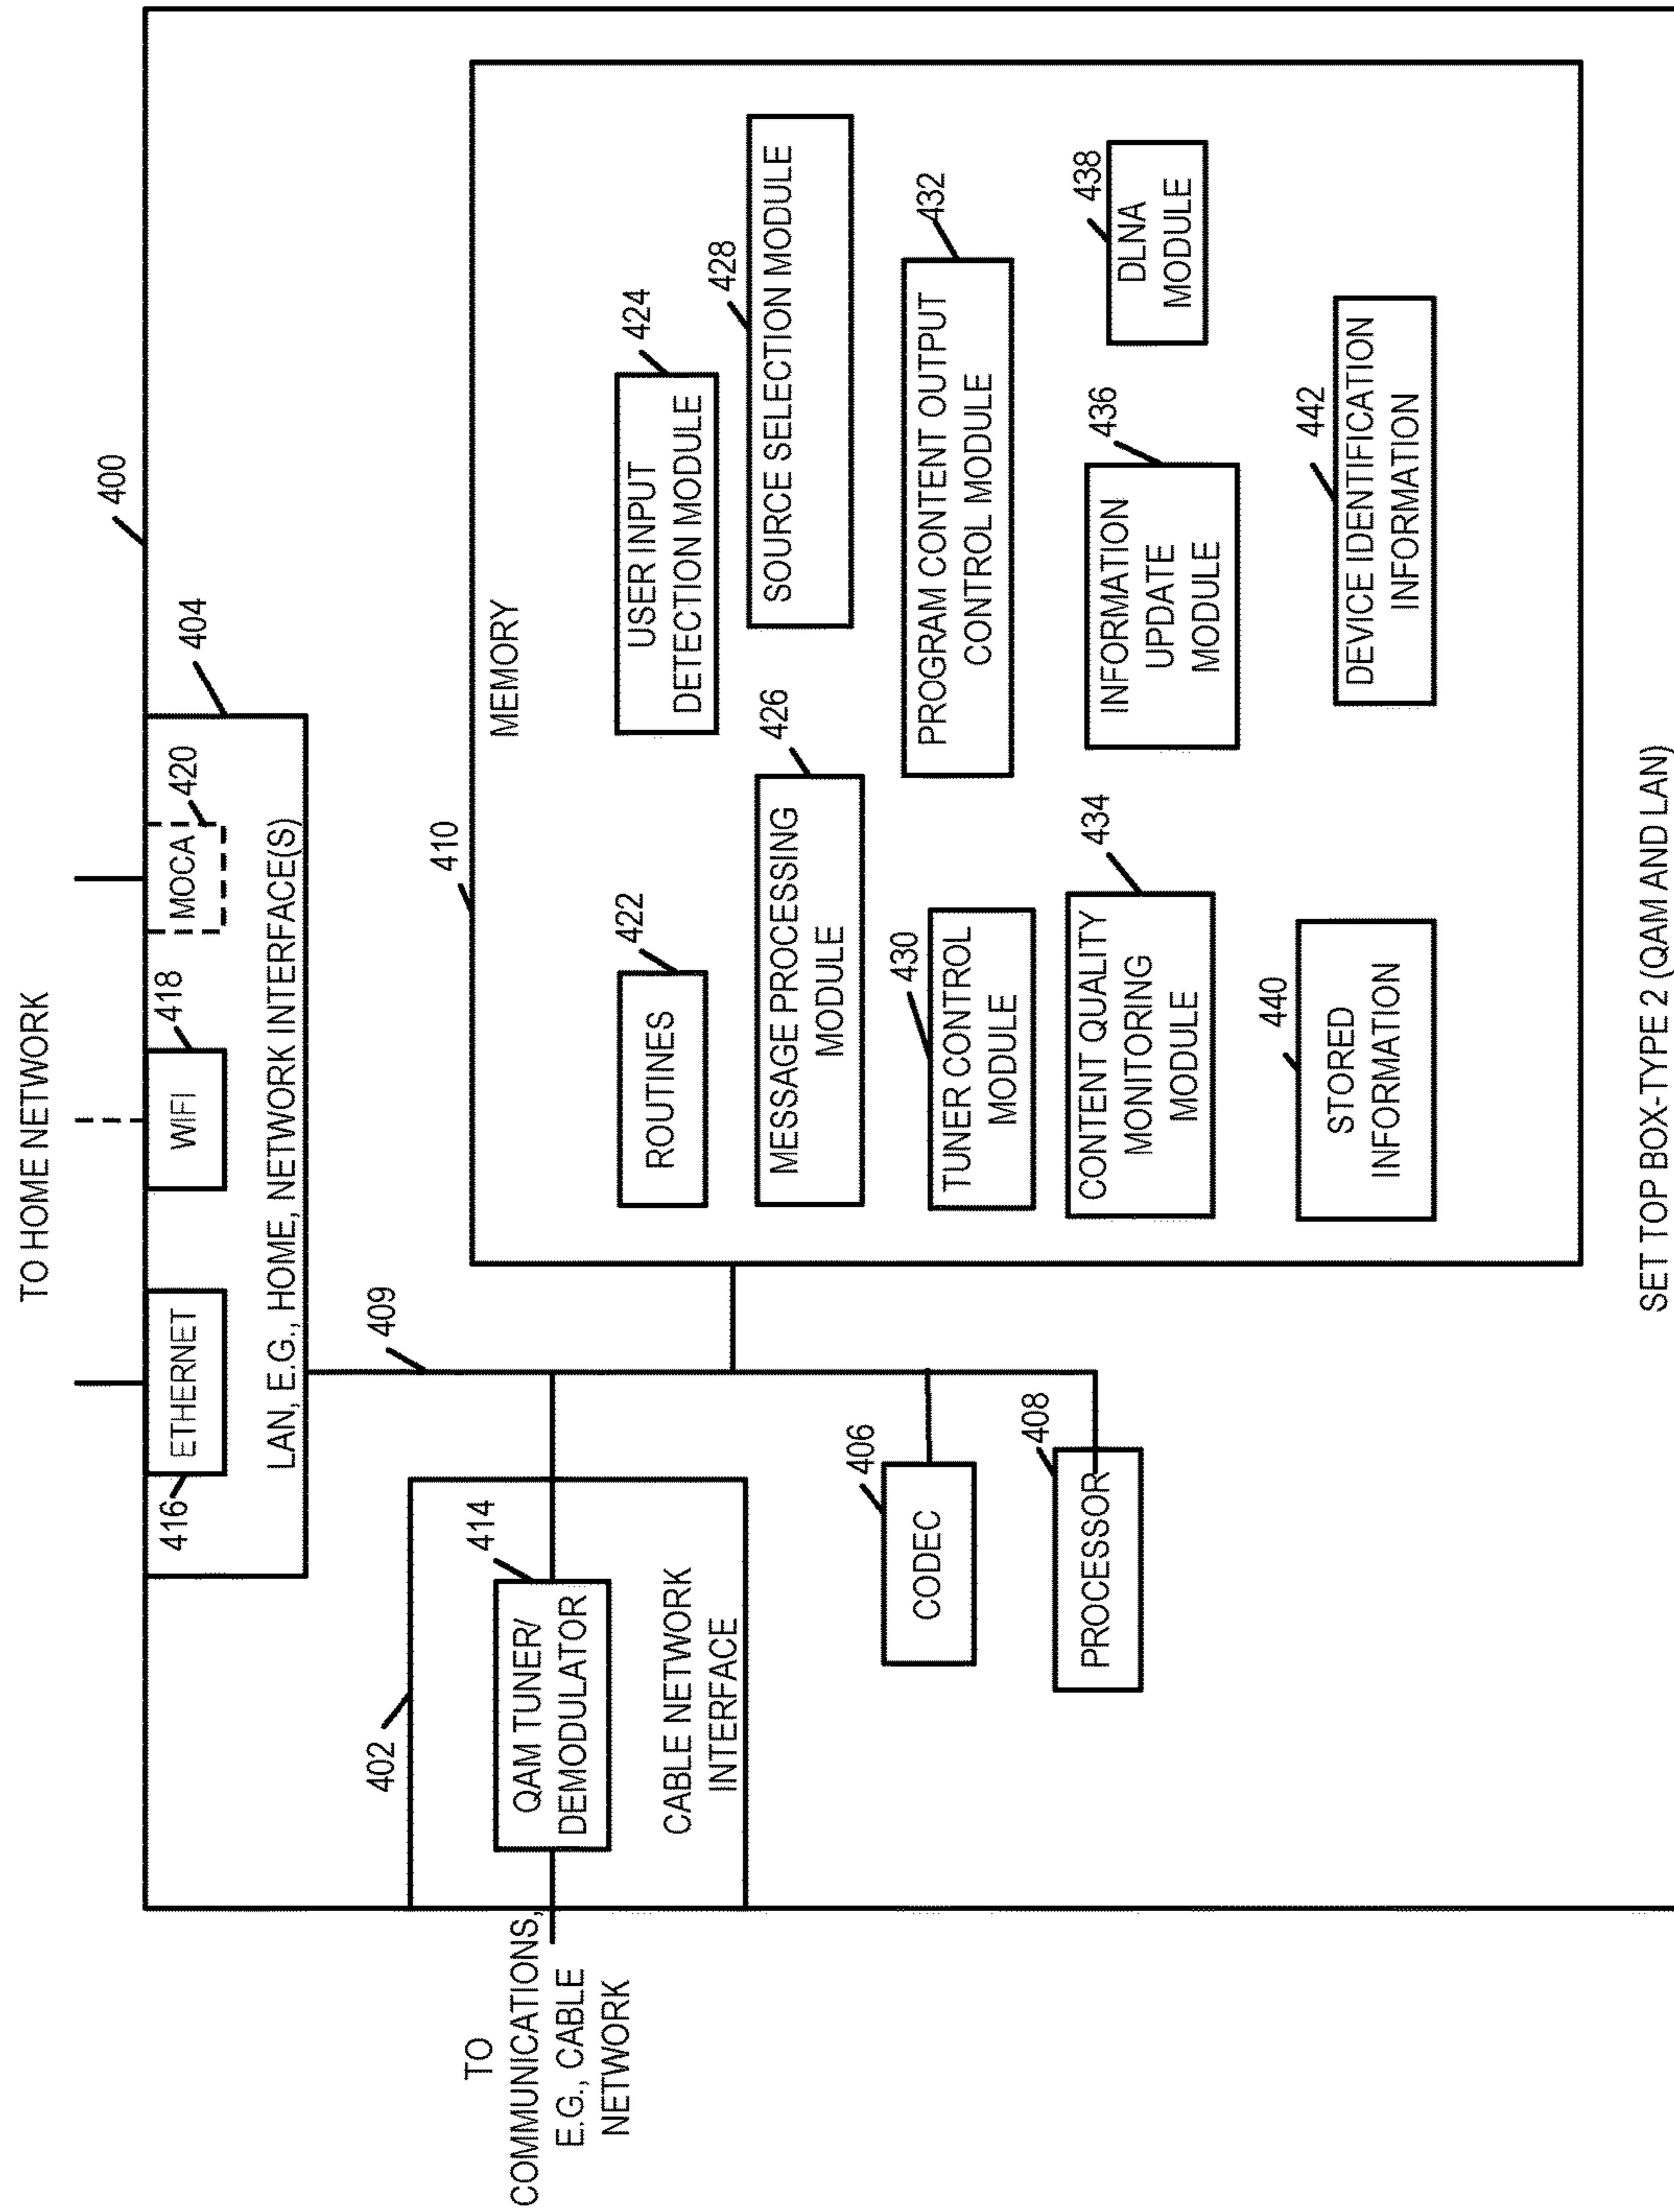 TO HOME NETWORK
400
404
416
ETHERNET
418
WIFI
420
MOCA
LAN, E.G., HOME, NETWORK INTERFACE(S)
409
402
414
QAM TUNER/
DEMODULATOR
CABLE NETWORK
INTERFACE
TO
COMMUNICATIONS,
E.G., CABLE
NETWORK
406
CODEC
408
PROCESSOR
410
MEMORY
422
ROUTINES
424
USER INPUT
DETECTION MODULE
426
MESSAGE PROCESSING
MODULE
428
SOURCE SELECTION MODULE
430
TUNER CONTROL
MODULE
432
PROGRAM CONTENT OUTPUT
CONTROL MODULE
434
CONTENT QUALITY
MONITORING
MODULE
436
INFORMATION
UPDATE
MODULE
438
DLNA
MODULE
440
STORED
INFORMATION
442
DEVICE IDENTIFICATION
INFORMATION
SET TOP BOX-TYPE 2 (QAM AND LAN)